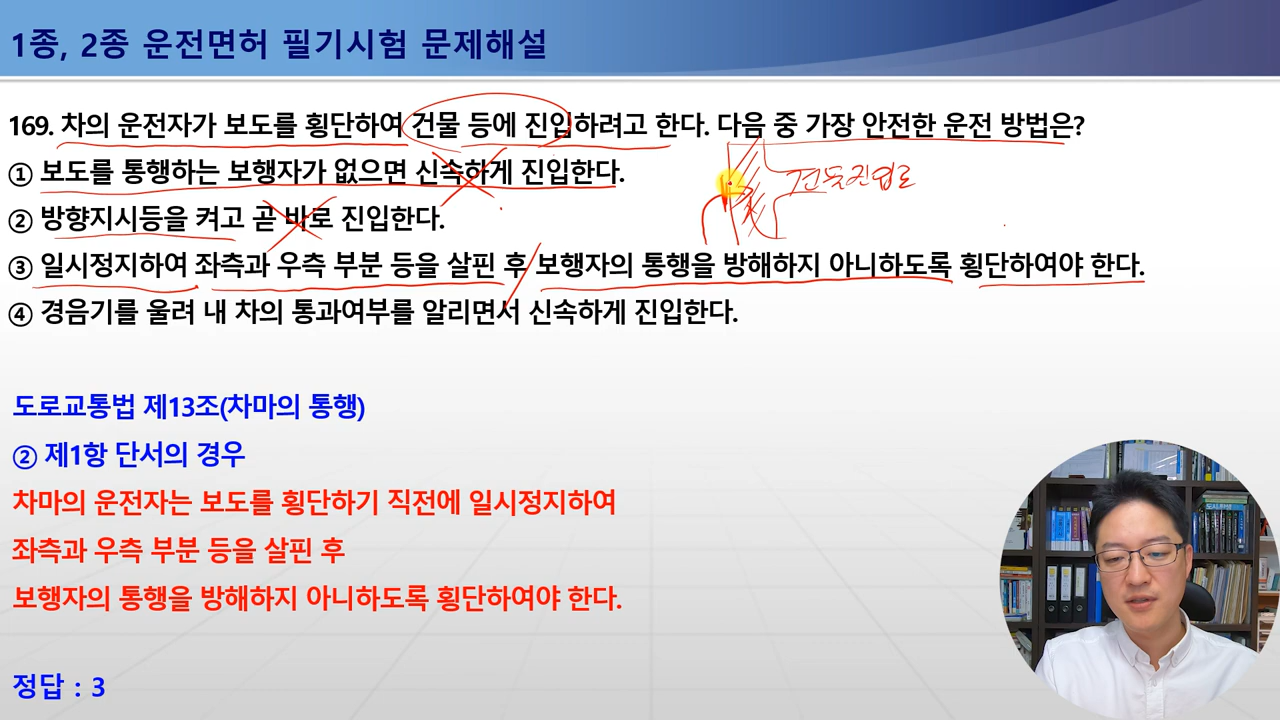 1종, 2종 운전면허 필기시험 문제해설
169. 차의 운전자가 보도를 횡단하여 건물 등에 진입하려고 한다. 다음 중 가장 안전한 운전 방법은?
① 보도를 통행하는 보행자가 없으면 신속하게 진입한다.
② 방향지시등을 켜고 곧 바로 진입한다.
③ 일시정지하여 좌측과 우측 부분 등을 살핀 후 보행자의 통행을 방해하지 아니하도록 횡단하여야 한다.
④ 경음기를 울려 내 차의 통과여부를 알리면서 신속하게 진입한다.
도로교통법 제13조(차마의 통행)
② 제1항 단서의 경우
차마의 운전자는 보도를 횡단하기 직전에 일시정지하여
좌측과 우측 부분 등을 살핀 후
보행자의 통행을 방해하지 아니하도록 횡단하여야 한다.
정답 : 3